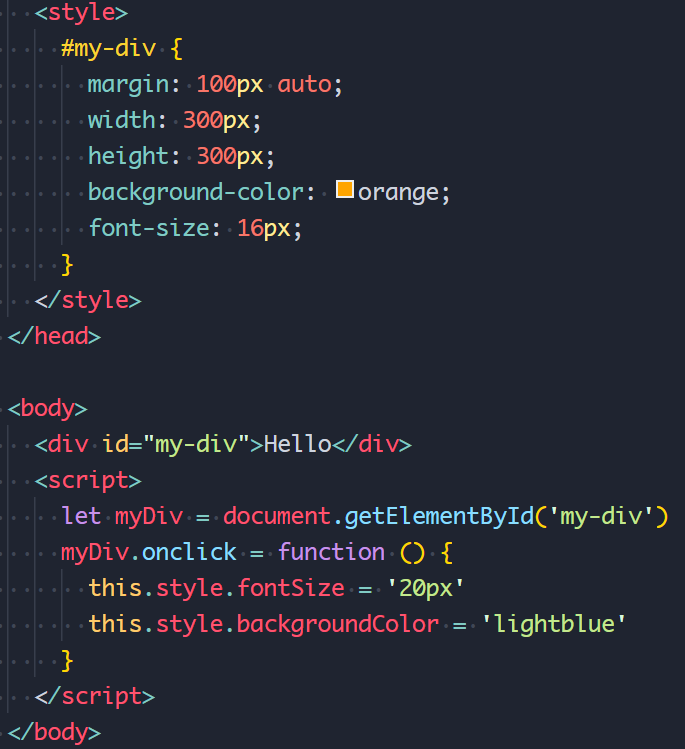 <style>
#my-div {
margin: 100px auto;
width: 300px;
height: 300px;
background-color: orange;
font-size: 16px;
}
</style>
</head>
<body>
<div id="my-div">Hello</div>
<script>
let myDiv = document.getElementById('my-div')
myDiv.onclick = function () {
this.style.fontSize = '20px'
this.style.backgroundColor = 'lightblue'
}
</script>
</body>